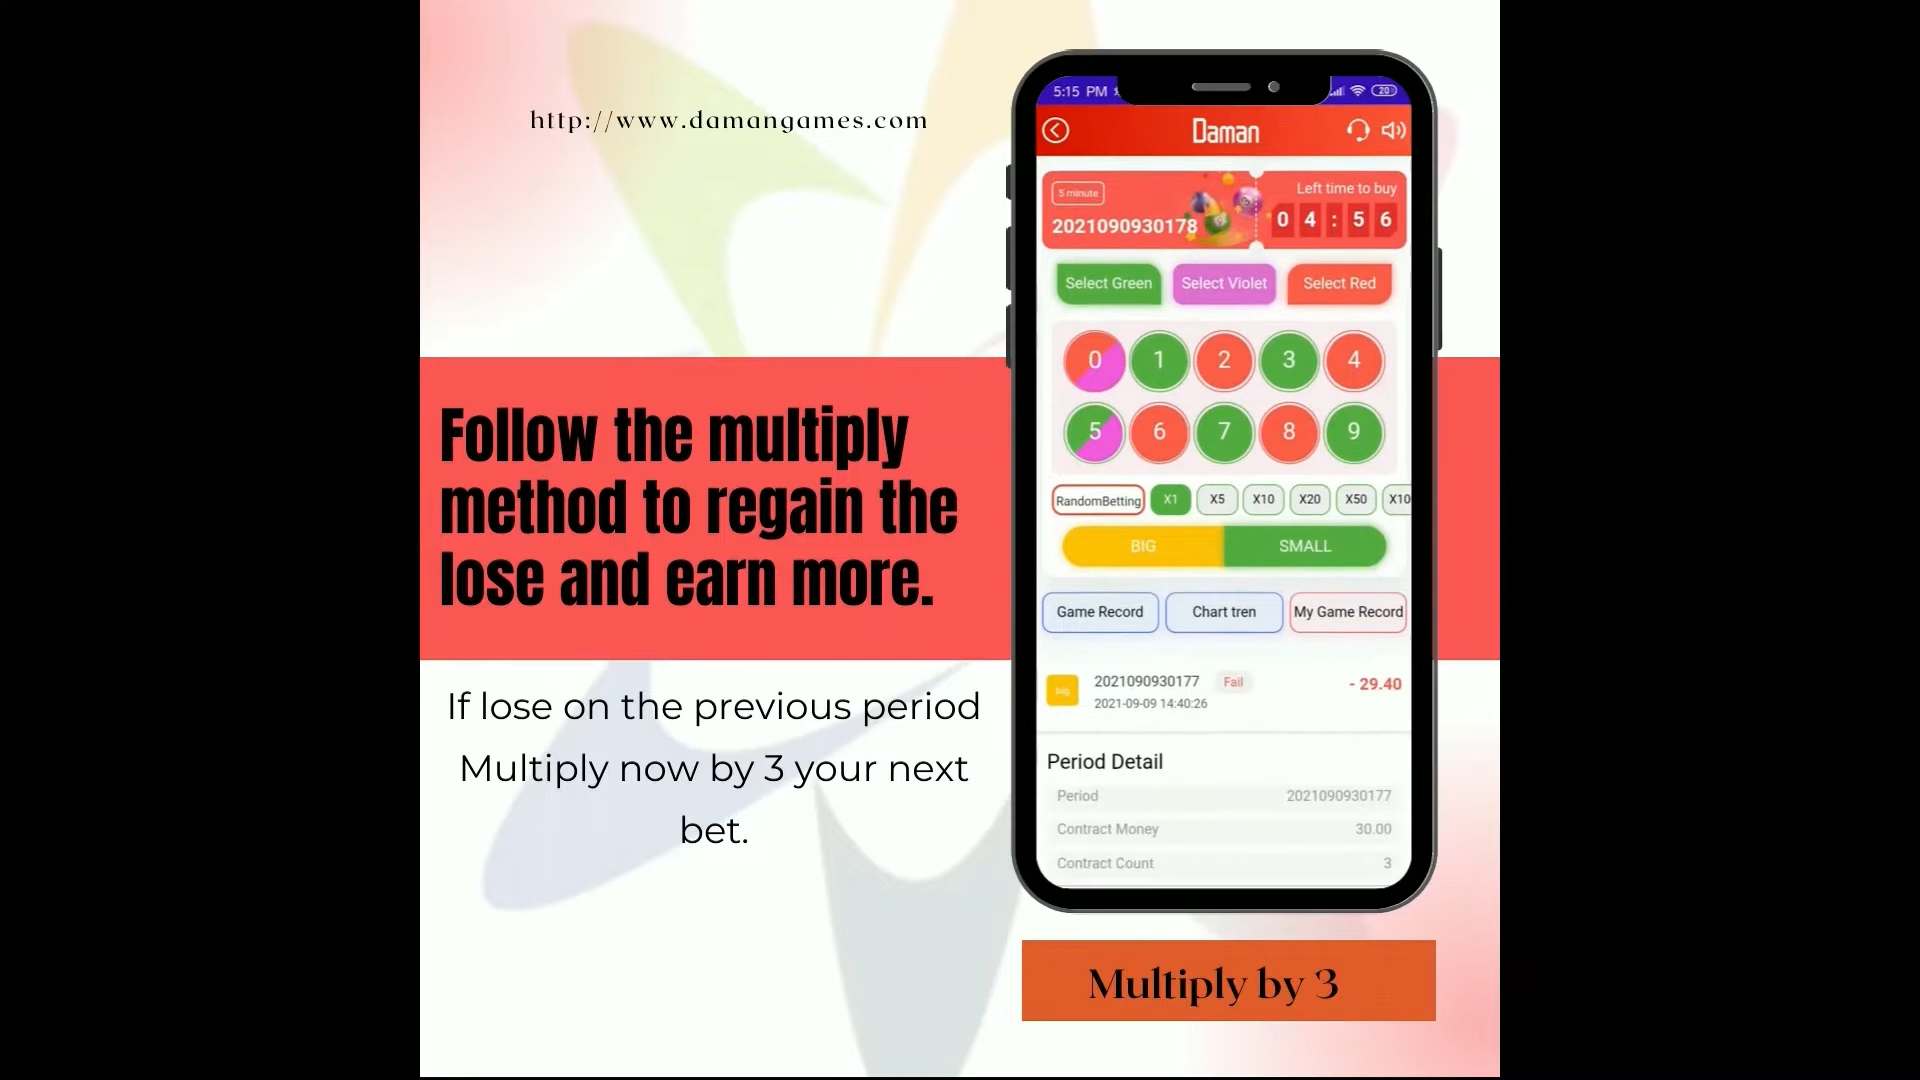 http://www.damangames.com
Follow the multiply
method to regain the
lose and earn more.
If lose on the previous period
Multiply now by 3 your next
bet.
5:15 PM
20
Daman
5 minute
Left time to buy
2021090930178
0 4 : 5 6
Select Green
Select Violet
Select Red
0 1 2 3 4
5 6 7 8 9
RandomBetting X1 X5 X10 X20 X50 X10
BIG SMALL
Game Record
Chart tren
My Game Record
big
2021090930177 Fail - 29.40
2021-09-09 14:40:26
Period Detail
Period 2021090930177
Contract Money 30.00
Contract Count 3
Multiply by 3